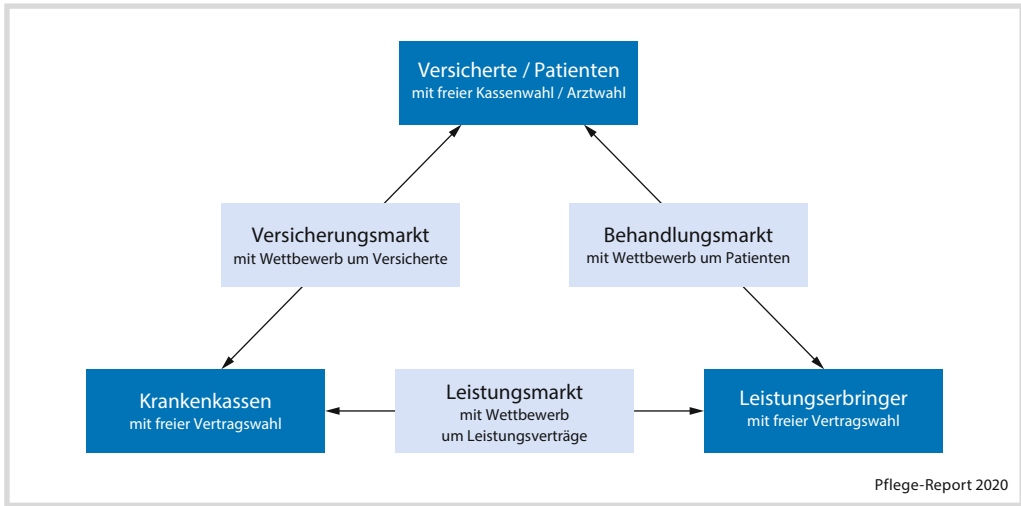 Versicherte / Patienten
mit freier Kassenwahl / Arztwahl
Versicherungsmarkt
mit Wettbewerb um Versicherte
Behandlungsmarkt
mit Wettbewerb um Patienten
Krankenkassen
mit freier Vertragswahl
Leistungsmarkt
mit Wettbewerb
um Leistungsverträge
Leistungserbringer
mit freier Vertragswahl
Pflege-Report 2020